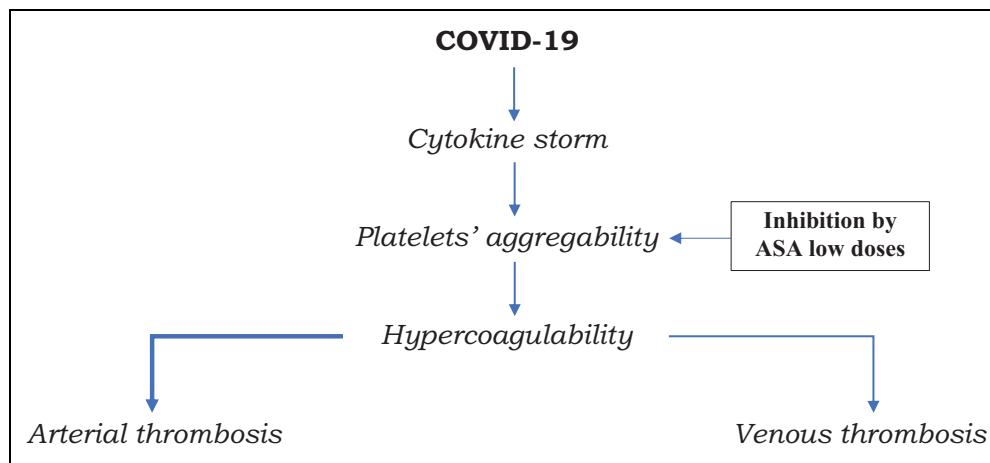 COVID-19
Cytokine storm
Platelets’ aggregability
Inhibition by
ASA low doses
Hypercoagulability
Arterial thrombosis
Venous thrombosis